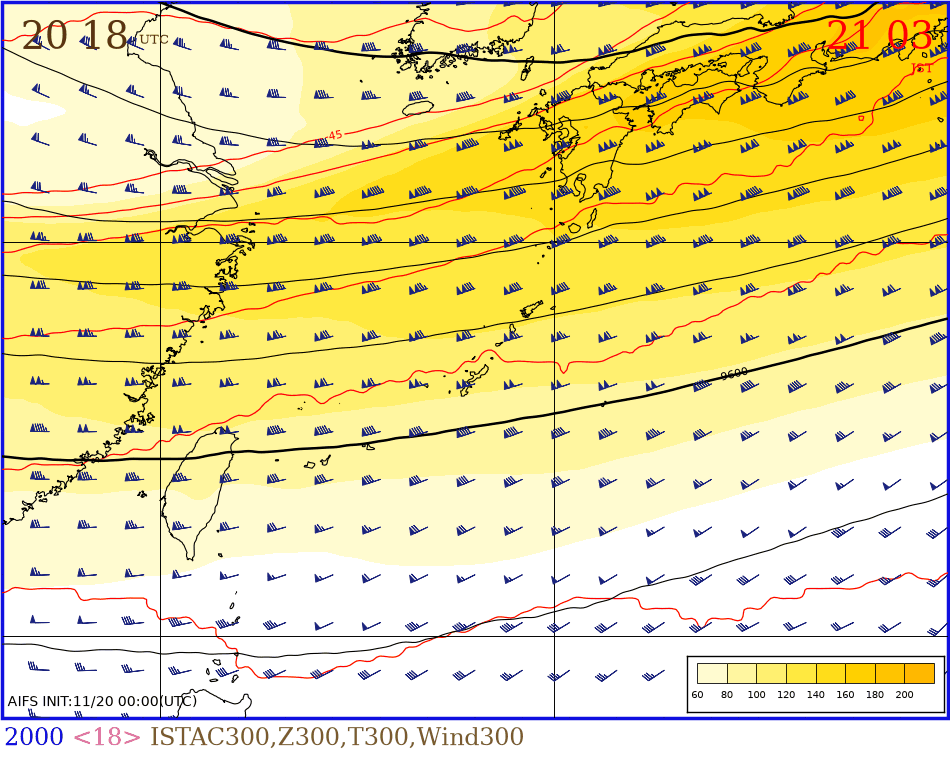 20 18 UTC
21 03
JST
-45
9600
60 80 100 120 140 160 180 200
AIFS INIT:11/20 00:00(UTC)
2000 <18> ISTAC300,Z300,T300,Wind300